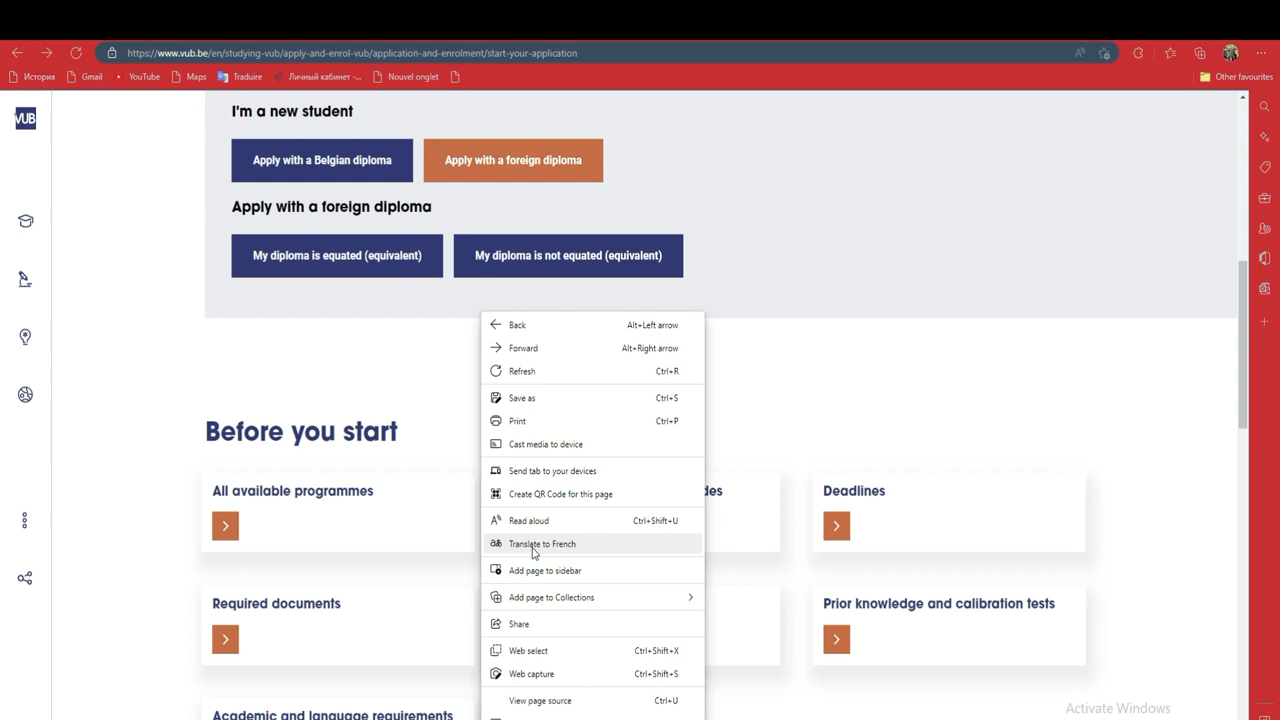 https://www.vub.be/en/studying-vub/apply-and-enrol-vub/application-and-enrolment/start-your-application
История Gmail YouTube Maps Traduire Личный кабинет -... Nouvel onglet Other favourites
VUB
I'm a new student
Apply with a Belgian diploma Apply with a foreign diploma
Apply with a foreign diploma
My diploma is equated (equivalent) My diploma is not equated (equivalent)
Back Alt+Left arrow
Forward Alt+Right arrow
Refresh Ctrl+R
Save as Ctrl+S
Print Ctrl+P
Cast media to device
Send tab to your devices
Create QR Code for this page
Read aloud Ctrl+Shift+U
Translate to French
Add page to sidebar
Add page to Collections
Share
Web select Ctrl+Shift+X
Web capture Ctrl+Shift+S
View page source Ctrl+U
Before you start
All available programmes
des
Deadlines
Required documents
Prior knowledge and calibration tests
Academic and language requirements
Activate Windows